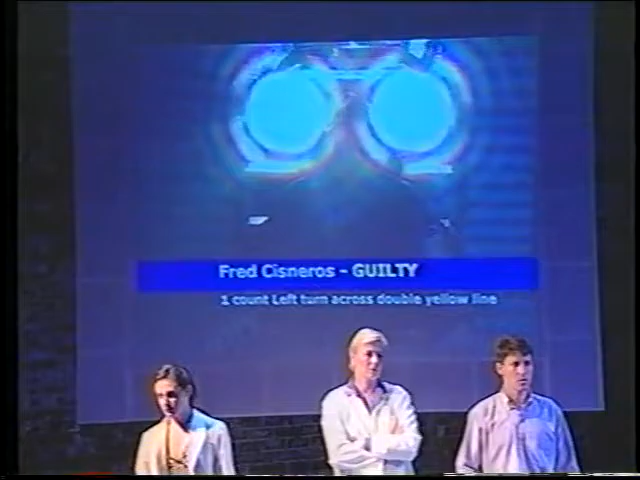 Fred Cisneros - GUILTY
1 count Left turn across double yellow line